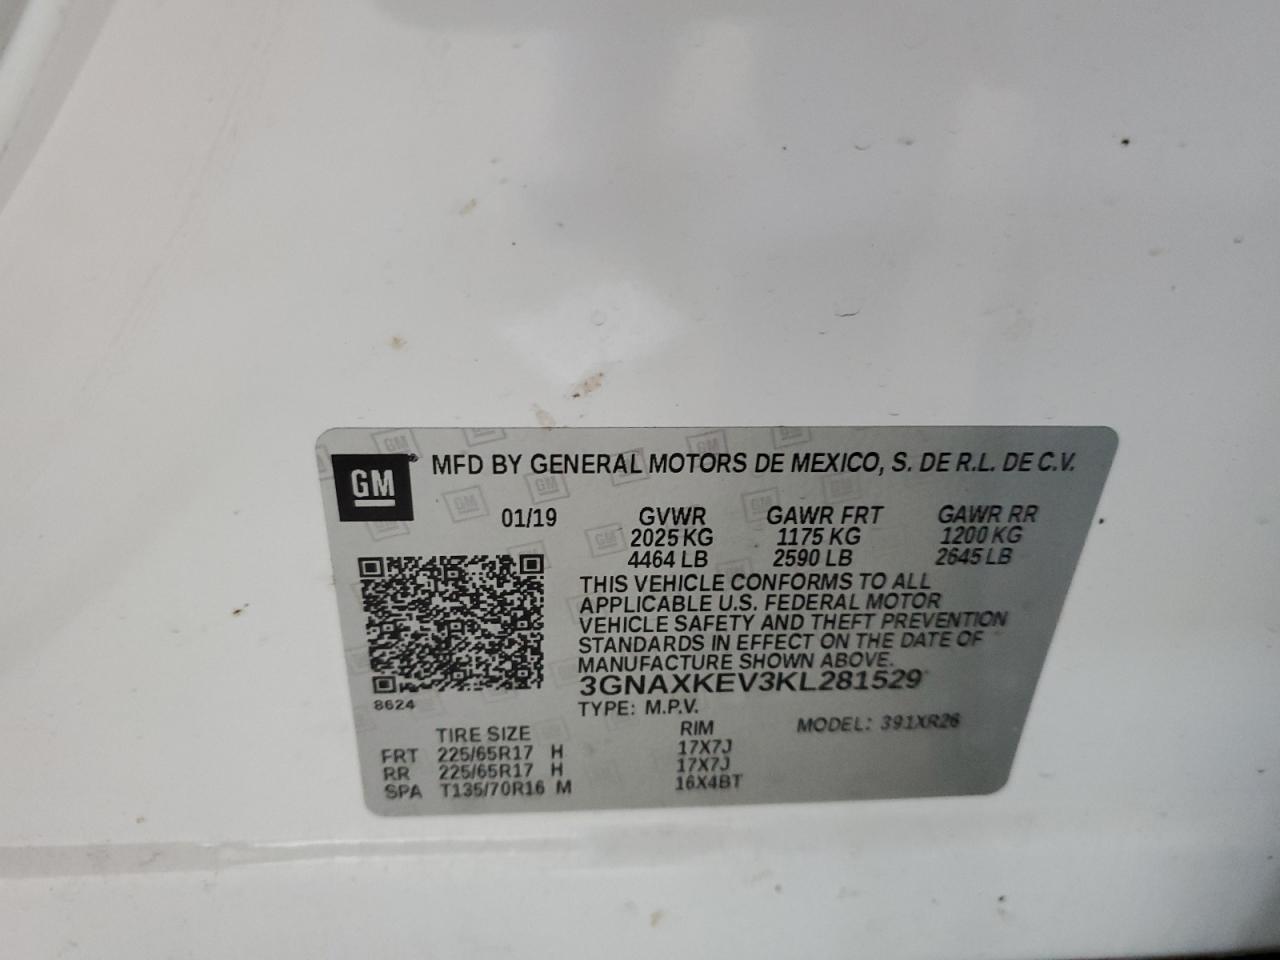 GM MFD BY GENERAL MOTORS DE MEXICO, S. DE R.L. DE C.V.
01/19 GVWR GAWR FRT GAWR RR
2025 KG 1175 KG 1200 KG
4464 LB 2590 LB 2645 LB
THIS VEHICLE CONFORMS TO ALL
APPLICABLE U.S. FEDERAL MOTOR
VEHICLE SAFETY AND THEFT PREVENTION
STANDARDS IN EFFECT ON THE DATE OF
MANUFACTURE SHOWN ABOVE.
3GNAXKEV3KL281529
8624
TYPE: M.P.V.
TIRE SIZE RIM MODEL: 391XR26
FRT 225/65R17 H 17X7J
RR 225/65R17 H 17X7J
SPA T135/70R16 M 16X4BT